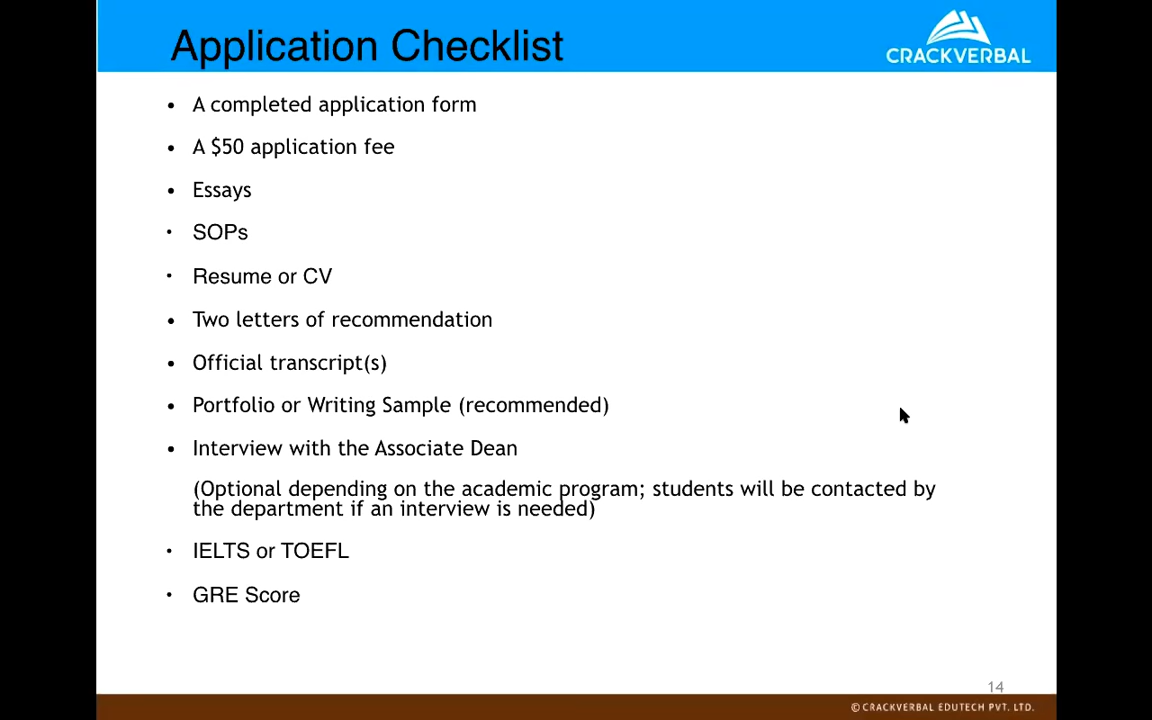 Application Checklist
CRACKVERBAL
• A completed application form
• A $50 application fee
• Essays
• SOPs
• Resume or CV
• Two letters of recommendation
• Official transcript(s)
• Portfolio or Writing Sample (recommended)
• Interview with the Associate Dean
(Optional depending on the academic program; students will be contacted by
the department if an interview is needed)
• IELTS or TOEFL
• GRE Score
14
© CRACKVERBAL EDUTECH PVT. LTD.